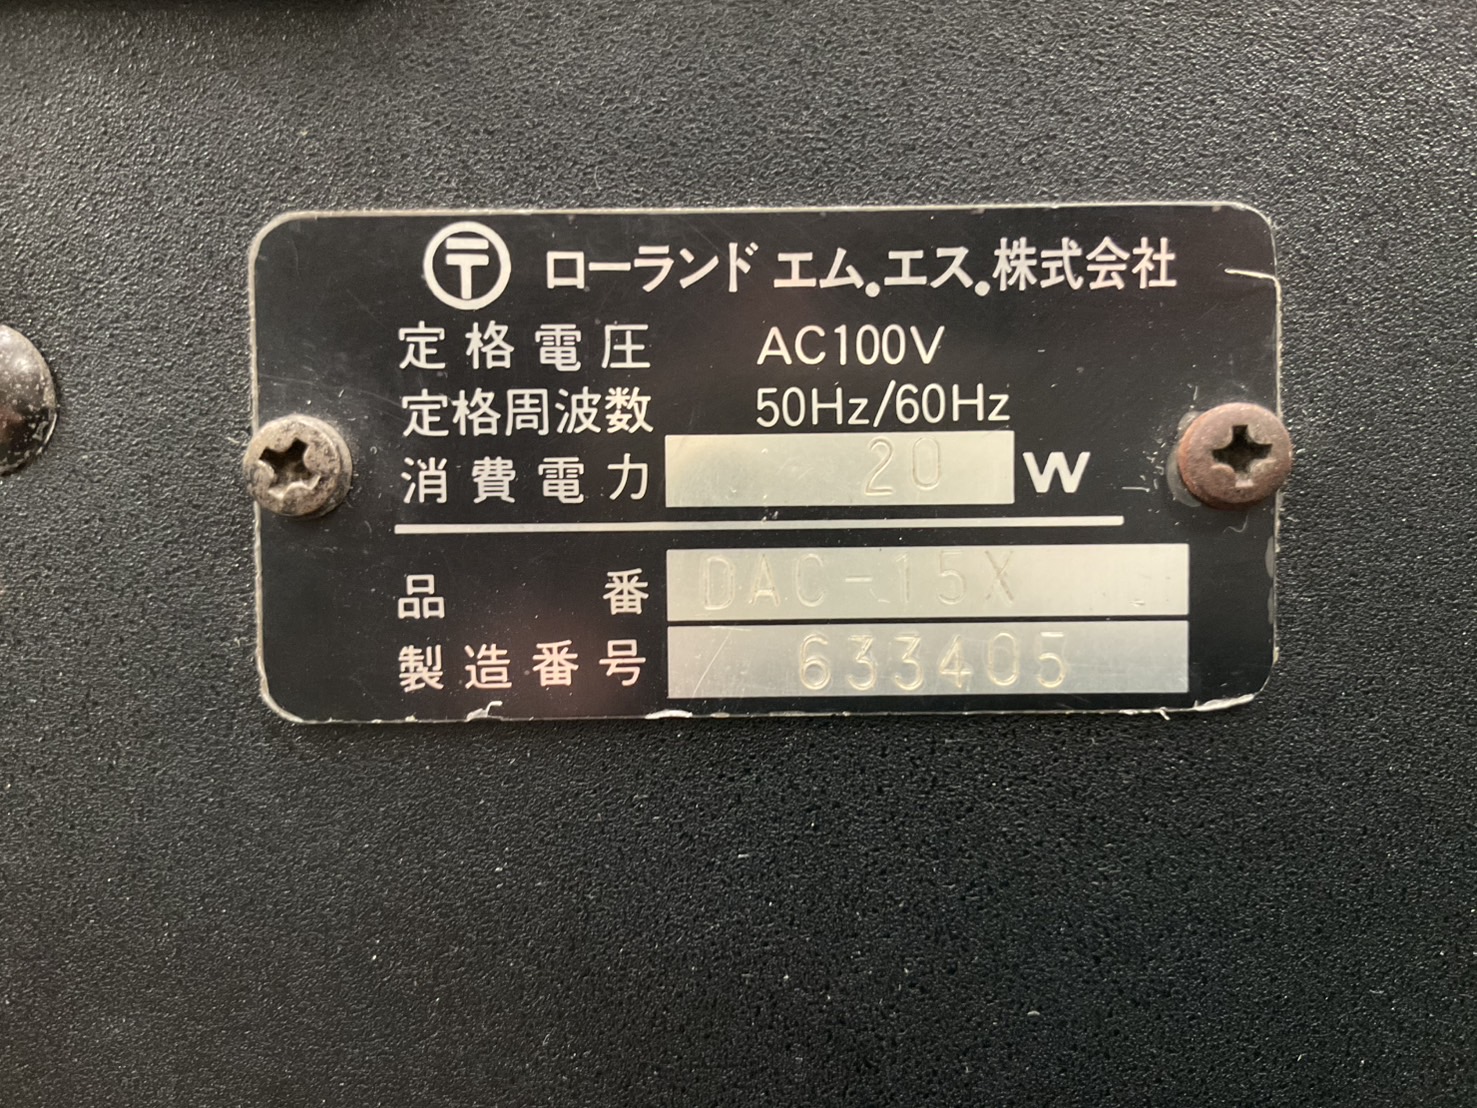 〒 ローランド エム.エス.株式会社
定格電圧 AC100V
定格周波数 50Hz/60Hz
消費電力 20 W
品番 DAC-15X
製造番号 633405